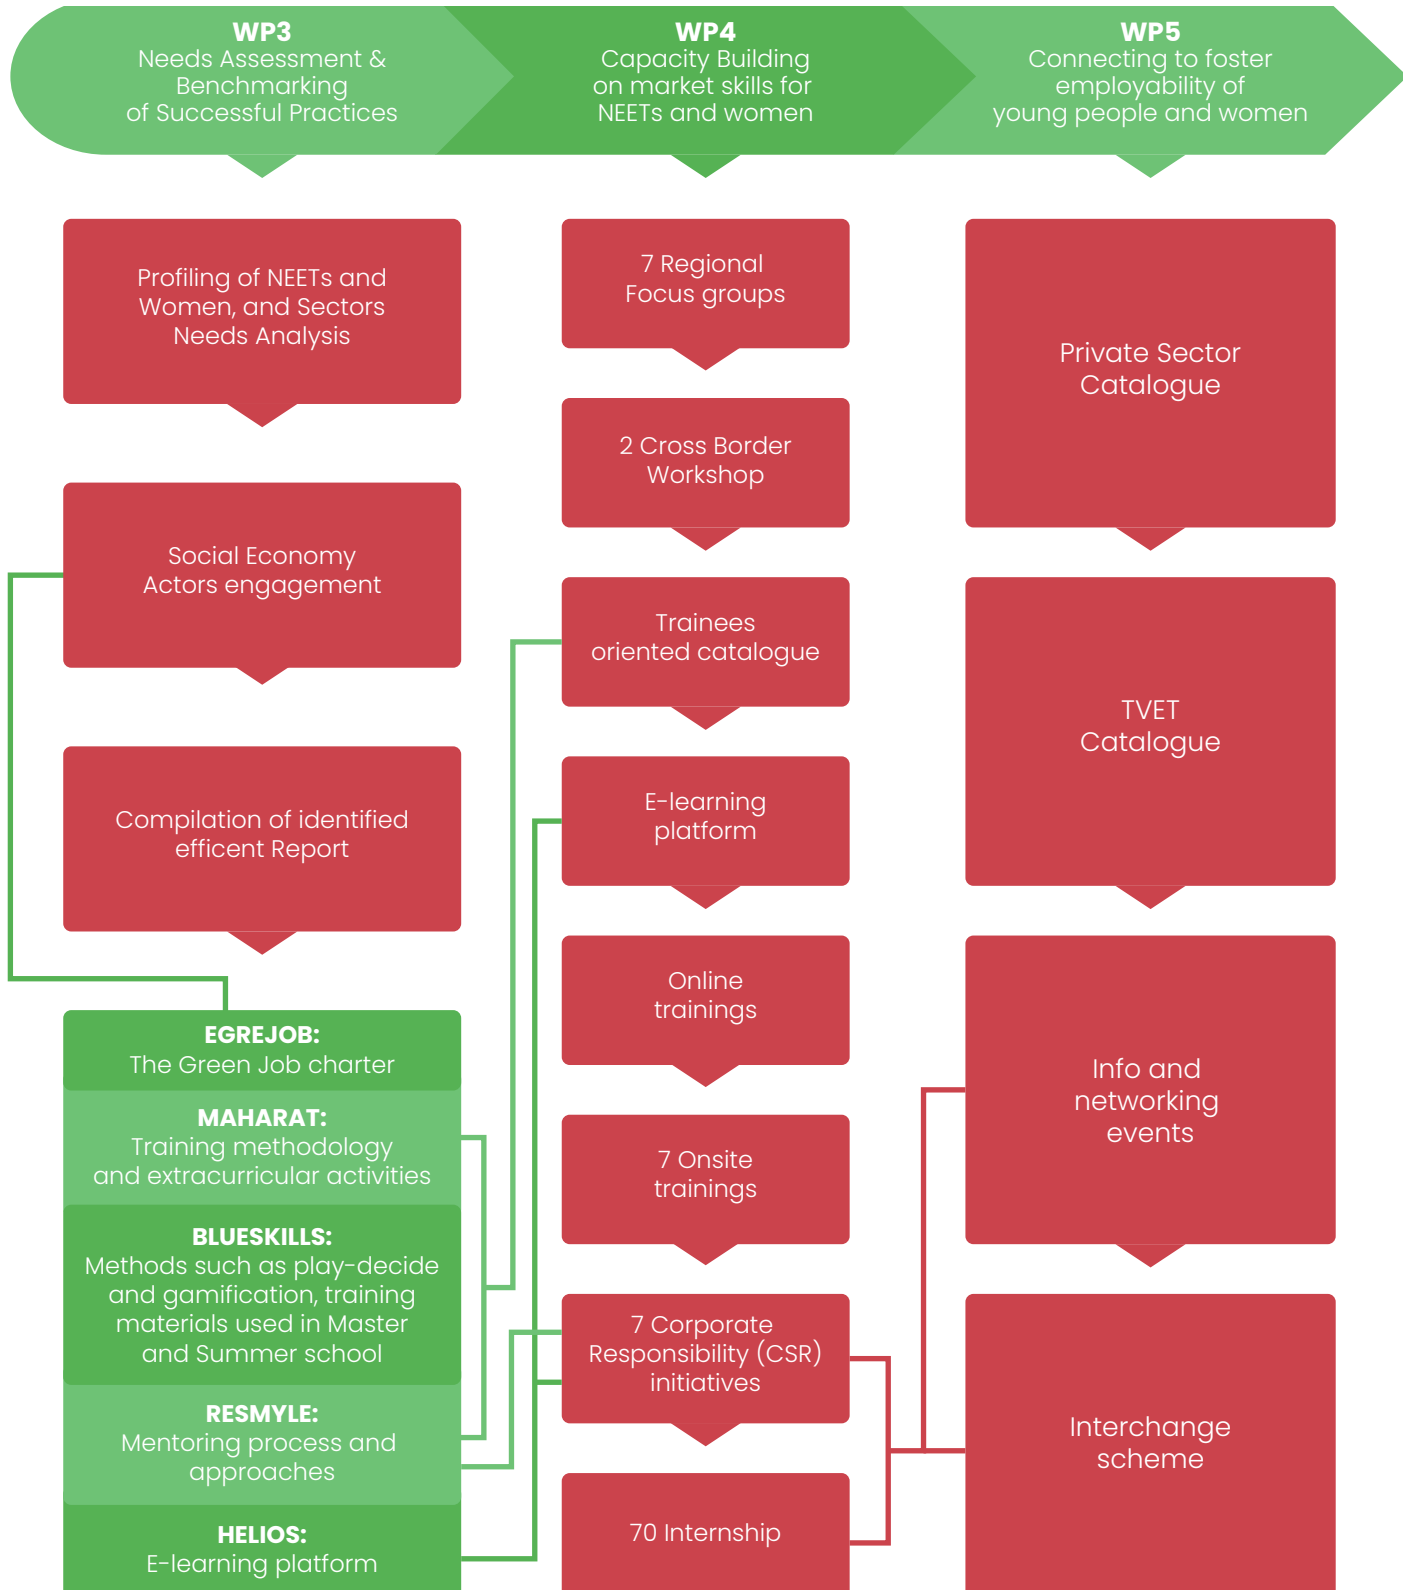 WP3
Needs Assessment &
Benchmarking
of Successful Practices
WP4
Capacity Building
on market skills for
NEETs and women
WP5
Connecting to foster
employability of
young people and women
Profiling of NEETs and
Women, and Sectors
Needs Analysis
Social Economy
Actors engagement
Compilation of identified
efficent Report
EGREJOB:
The Green Job charter
MAHARAT:
Training methodology
and extracurricular activities
BLUESKILLS:
Methods such as play-decide
and gamification, training
materials used in Master
and Summer school
RESMYLE:
Mentoring process and
approaches
HELIOS:
E-learning platform
7 Regional
Focus groups
2 Cross Border
Workshop
Trainees
oriented catalogue
E-learning
platform
Online
trainings
7 Onsite
trainings
7 Corporate
Responsibility (CSR)
initiatives
70 Internship
Private Sector
Catalogue
TVET
Catalogue
Info and
networking
events
Interchange
scheme